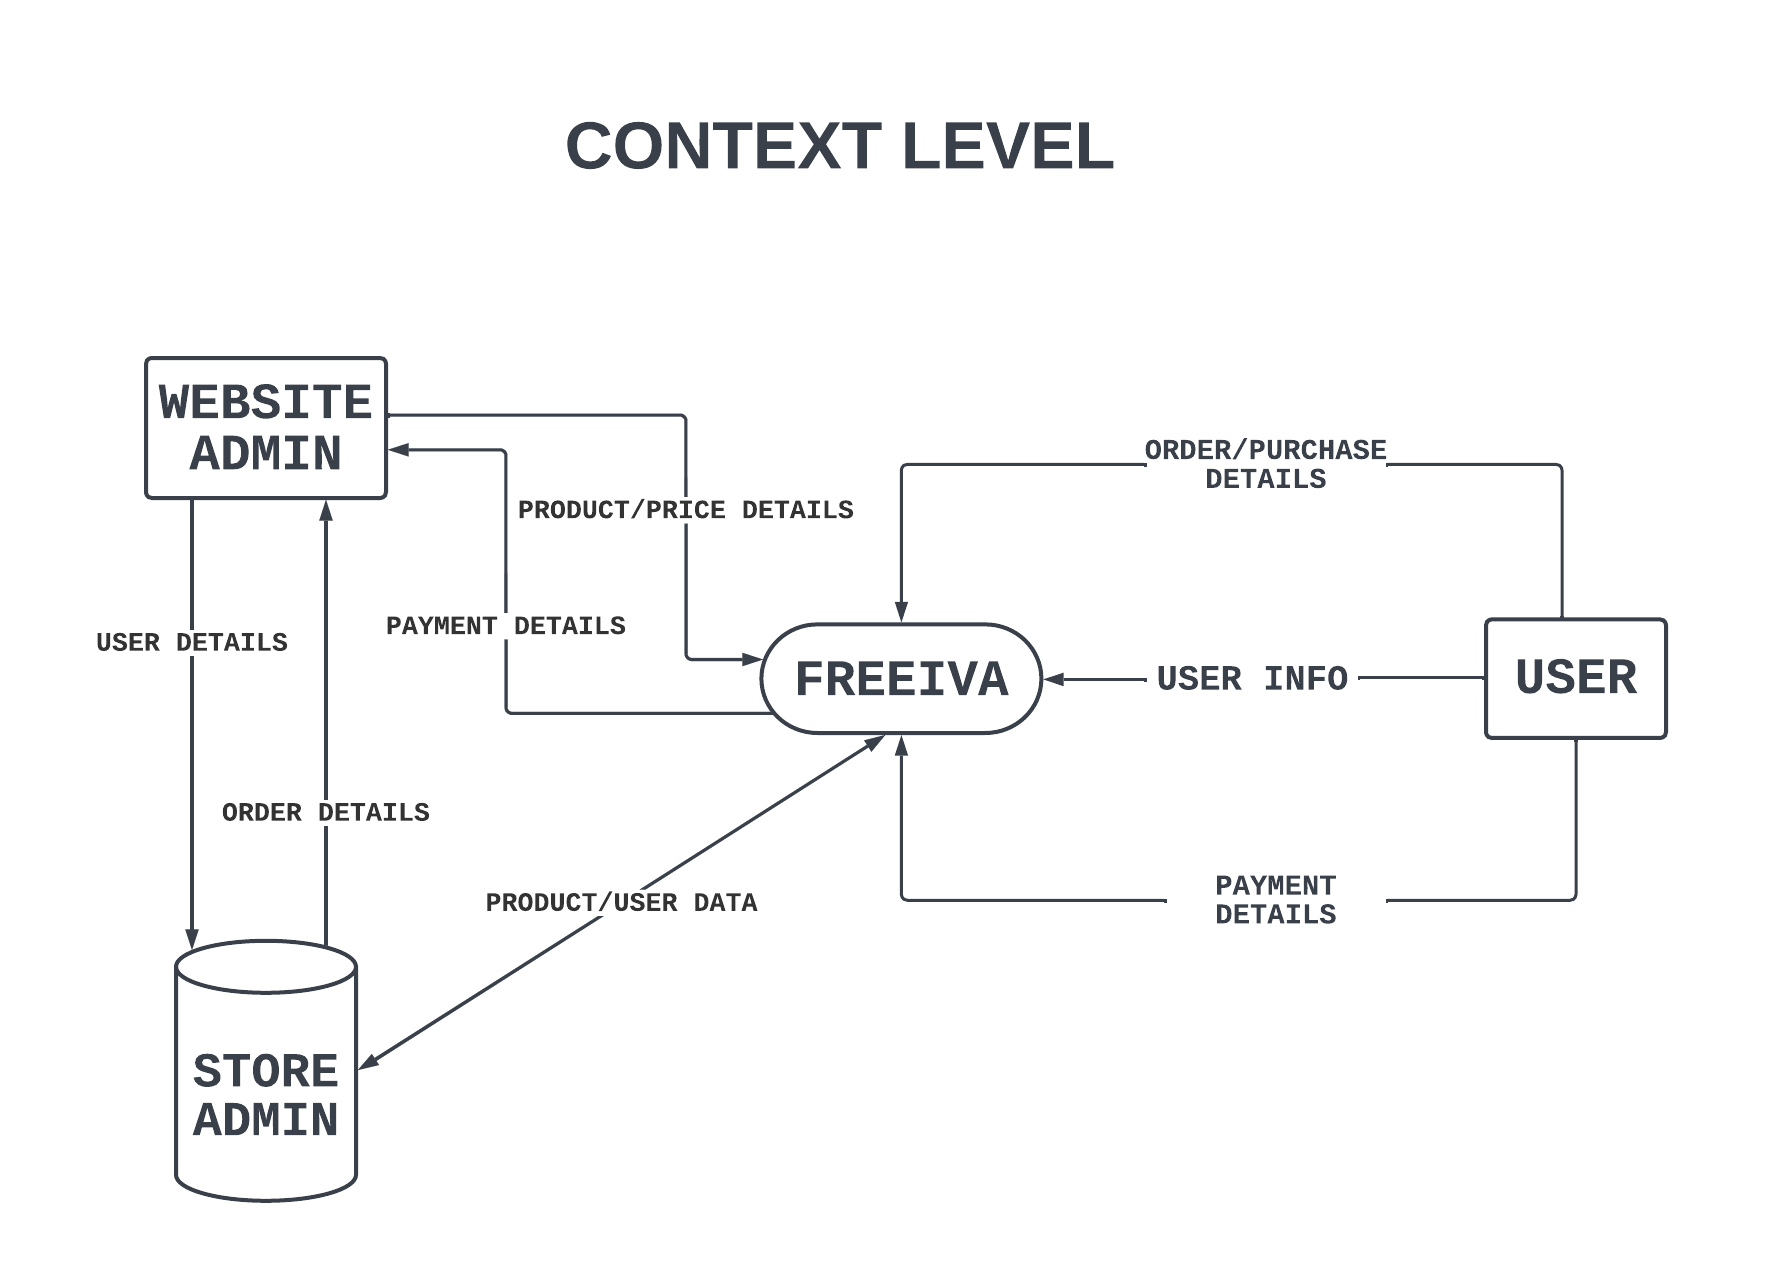 CONTEXT LEVEL
WEBSITE
ADMIN
ORDER/PURCHASE
DETAILS
PRODUCT/PRICE DETAILS
PAYMENT DETAILS
USER DETAILS
FREEIVA
USER INFO
USER
ORDER DETAILS
PRODUCT/USER DATA
PAYMENT
DETAILS
STORE
ADMIN